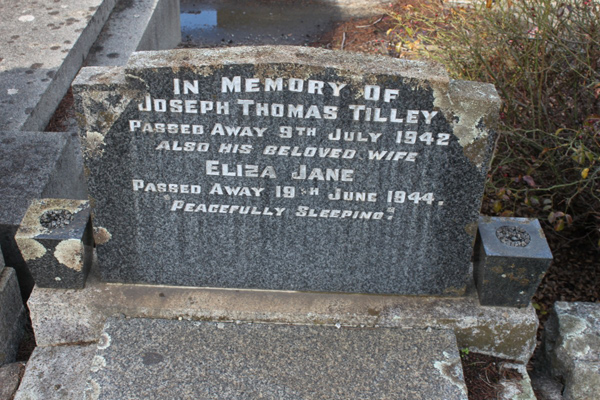 In Memory Of
Joseph Thomas Tilley
Passed Away 9th July 1942
also his beloved wife
Eliza Jane
Passed Away 19th June 1944.
"Peacefully Sleeping".